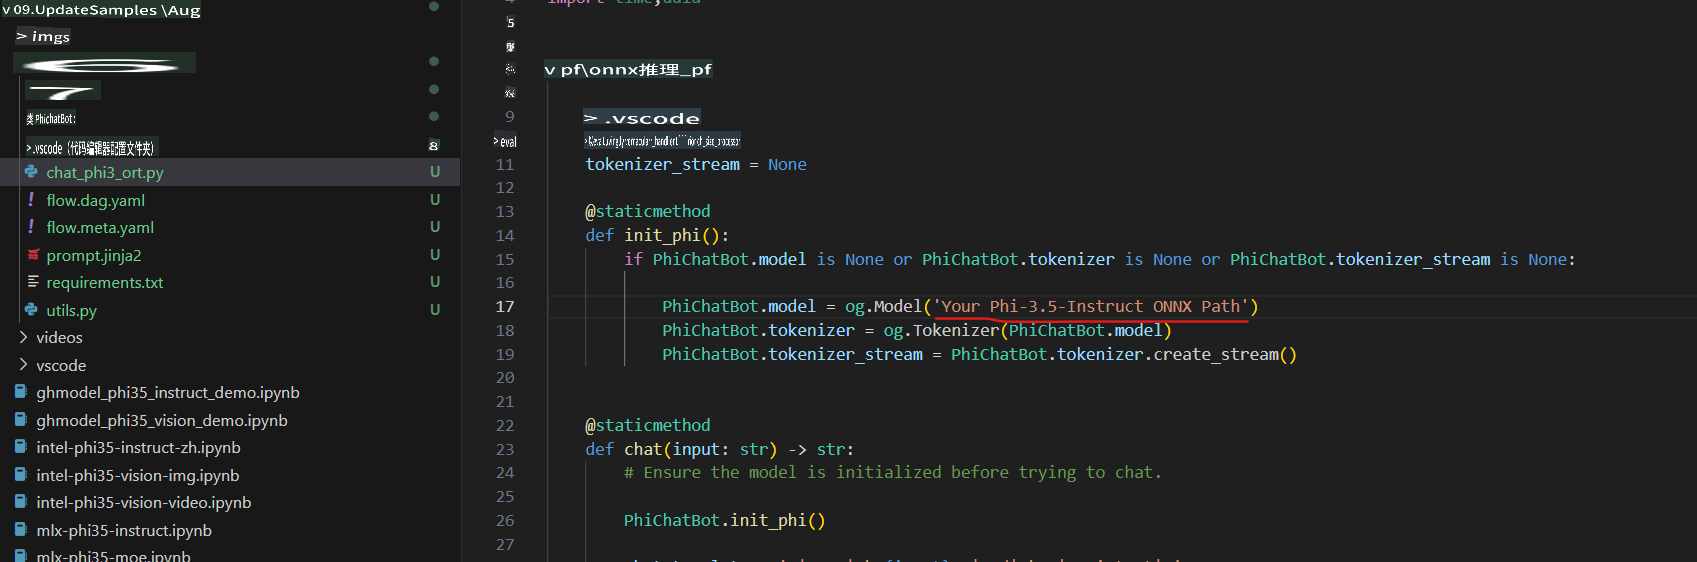 v 09.UpdateSamples \Aug
> imgs
类 PhichatBot:
>.vscode（代码编辑器配置文件夹）
8
chat_phi3_ort.py
U
flow.dag.yaml
U
flow.meta.yaml
U
prompt.jinja2
U
requirements.txt
U
utils.py
U
videos
vscode
ghmodel_phi35_instruct_demo.ipynb
ghmodel_phi35_vision_demo.ipynb
intel-phi35-instruct-zh.ipynb
intel-phi35-vision-img.ipynb
intel-phi35-vision-video.ipynb
mlx-phi35-instruct.ipynb
mlx-phi35-moe.ipynb
import time,uuid
5
v pf\onnx推理_pf
9 > .vscode
> eval
11 tokenizer_stream = None
12
13 @staticmethod
14 def init_phi():
15 if PhiChatBot.model is None or PhiChatBot.tokenizer is None or PhiChatBot.tokenizer_stream is None:
16
17 PhiChatBot.model = og.Model('Your Phi-3.5-Instruct ONNX Path')
18 PhiChatBot.tokenizer = og.Tokenizer(PhiChatBot.model)
19 PhiChatBot.tokenizer_stream = PhiChatBot.tokenizer.create_stream()
20
21
22 @staticmethod
23 def chat(input: str) -> str:
24 # Ensure the model is initialized before trying to chat.
25
26 PhiChatBot.init_phi()
27